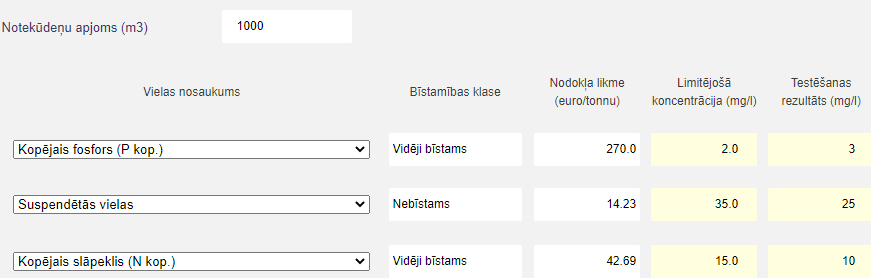 Notekūdeņu apjoms (m3) 1000
Vielas nosaukums Bīstamības klase Nodokļa likme (euro/tonnu) Limitējošā koncentrācija (mg/l) Testēšanas rezultāts (mg/l)
Kopējais fosfors (P kop.) Vidēji bīstams 270.0 2.0 3
Suspendētās vielas Nebīstams 14.23 35.0 25
Kopējais slāpeklis (N kop.) Vidēji bīstams 42.69 15.0 10